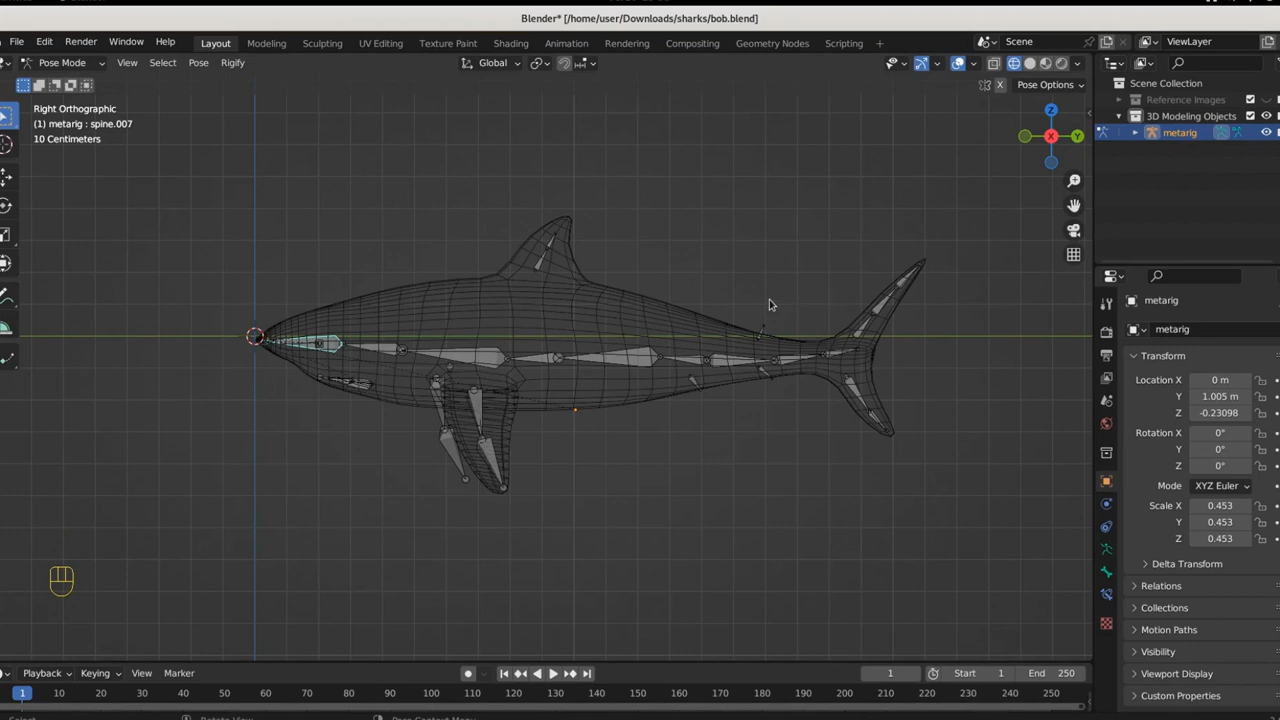 Blender* [/home/user/Downloads/sharks/bob.blend]
File Edit Render Window Help Layout Modeling Sculpting UV Editing Texture Paint Shading Animation Rendering Compositing Geometry Nodes Scripting + Scene ViewLayer
Pose Mode View Select Pose Rigify Global
X Pose Options
Right Orthographic
(1) metarig : spine.007
10 Centimeters
Z
X
Y
Scene Collection
Reference Images
3D Modeling Objects
metarig
metarig
metarig
Transform
Location X 0 m
Y 1.005 m
Z -0.23098
Rotation X 0°
Y 0°
Z 0°
Mode XYZ Euler
Scale X 0.453
Y 0.453
Z 0.453
Delta Transform
Relations
Collections
Motion Paths
Visibility
Viewport Display
Custom Properties
Playback Keying View Marker 1 Start 1 End 250
1 10 20 30 40 50 60 70 80 90 100 110 120 130 140 150 160 170 180 190 200 210 220 230 240 250